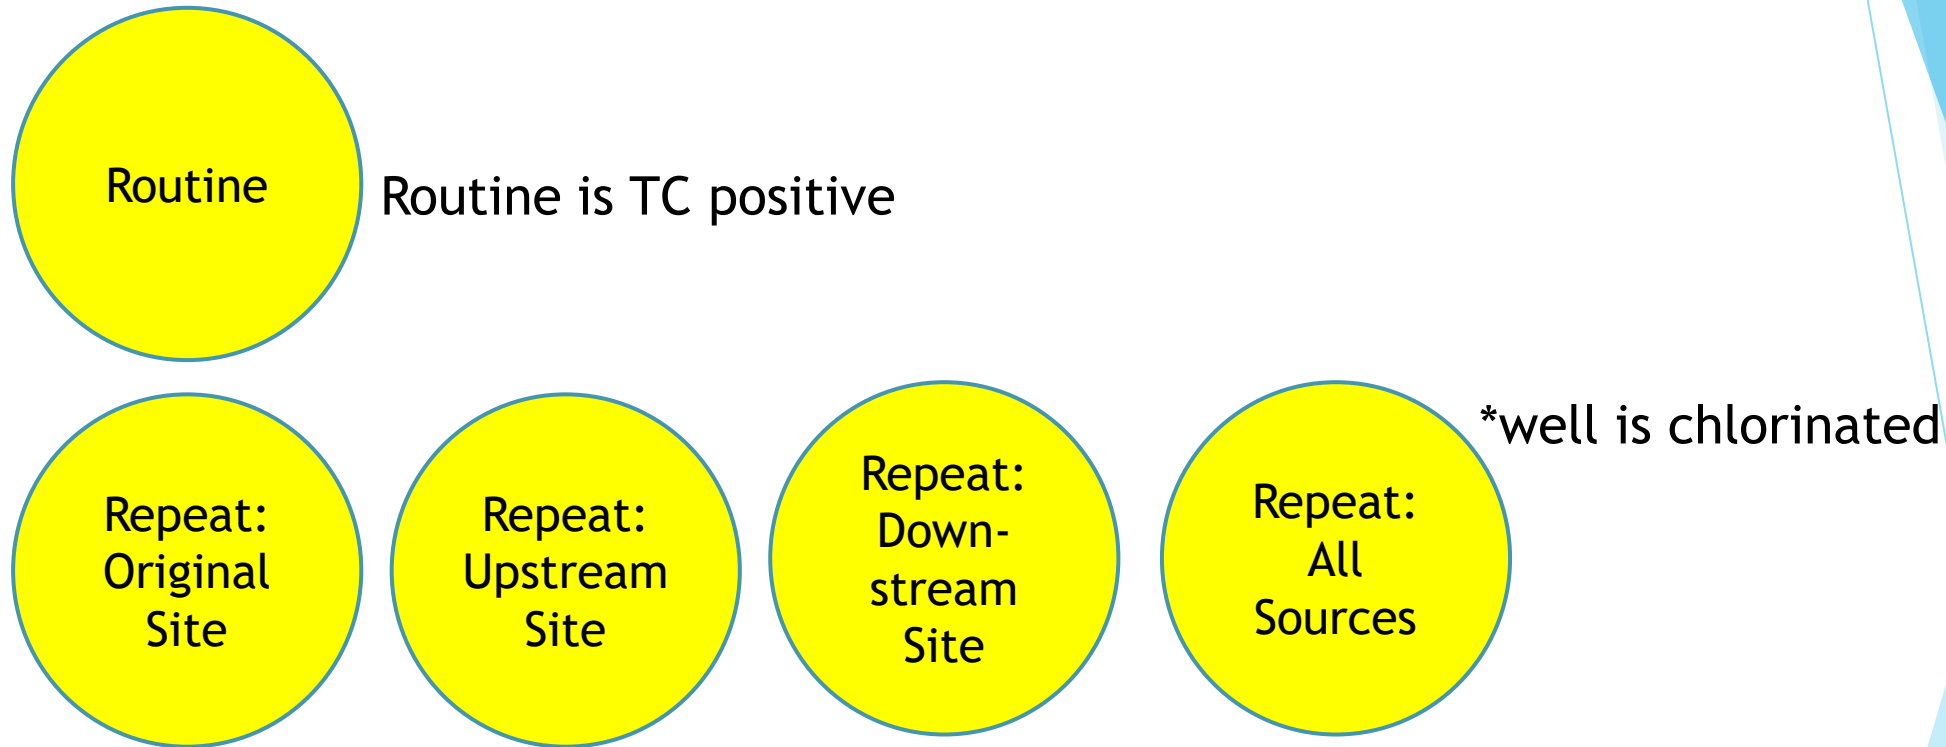 Routine
Routine is TC positive
*well is chlorinated
Repeat:
Original
Site
Repeat:
Upstream
Site
Repeat:
Down-
stream
Site
Repeat:
All
Sources